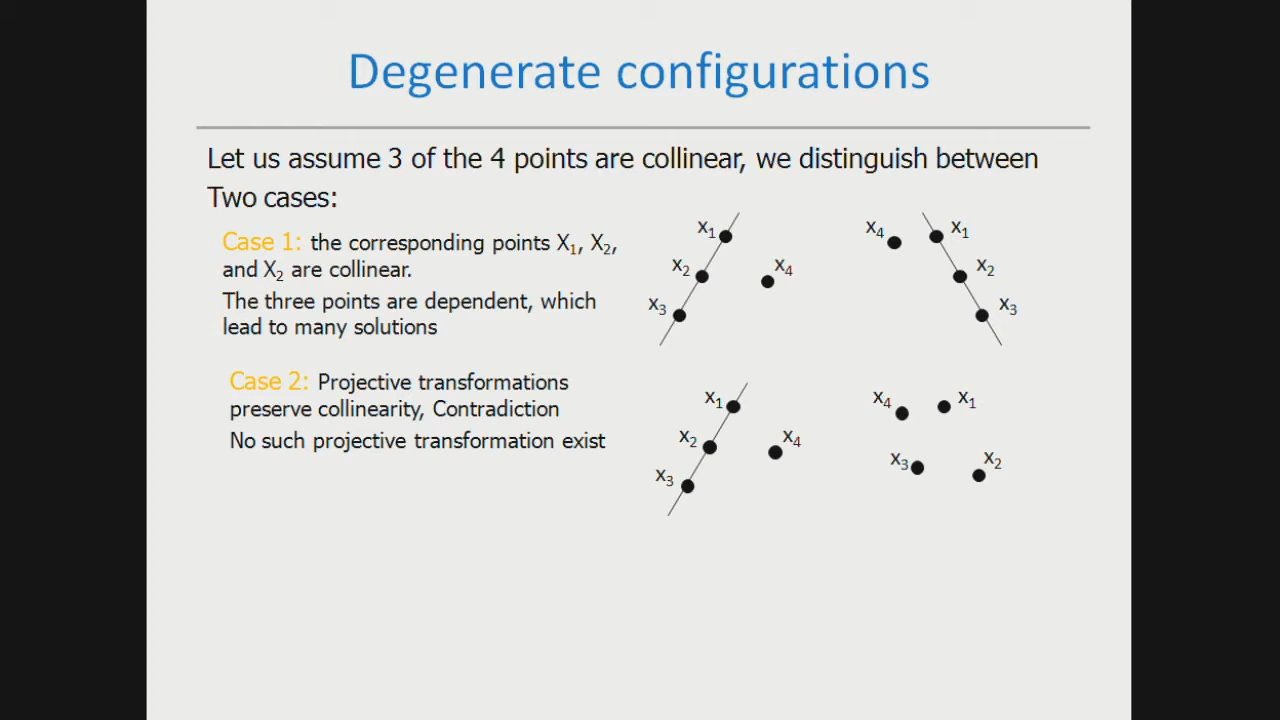 Degenerate configurations
Let us assume 3 of the 4 points are collinear, we distinguish between
Two cases:
Case 1: the corresponding points X₁, X₂,
and X₂ are collinear.
The three points are dependent, which
lead to many solutions
x₁
x₂
x₃
x₄
x₄
x₁
x₂
x₃
Case 2: Projective transformations
preserve collinearity, Contradiction
No such projective transformation exist
x₁
x₂
x₃
x₄
x₄
x₁
x₃
x₂